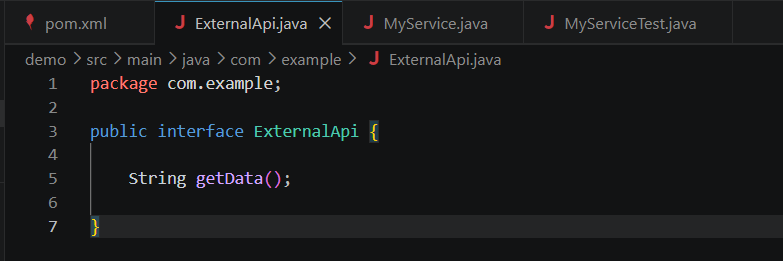 pom.xml
ExternalApi.java
MyService.java
MyServiceTest.java
demo > src > main > java > com > example > ExternalApi.java
1 package com.example;
2
3 public interface ExternalApi {
4
5 String getData();
6
7 }